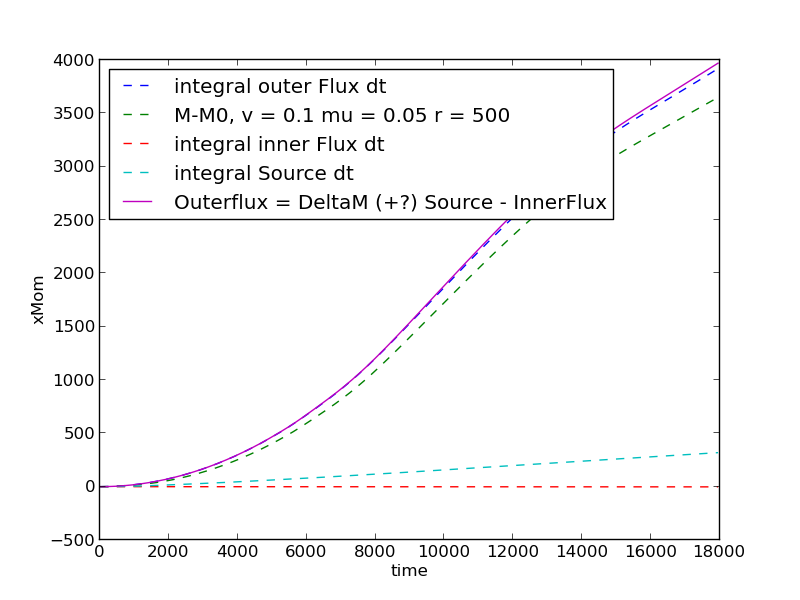 4000
3500
3000
2500
2000
1500
1000
500
0
−500
xMom
integral outer Flux dt
M-M0, v = 0.1 mu = 0.05 r = 500
integral inner Flux dt
integral Source dt
Outerflux = DeltaM (+?) Source - InnerFlux
0 2000 4000 6000 8000 10000 12000 14000 16000 18000
time